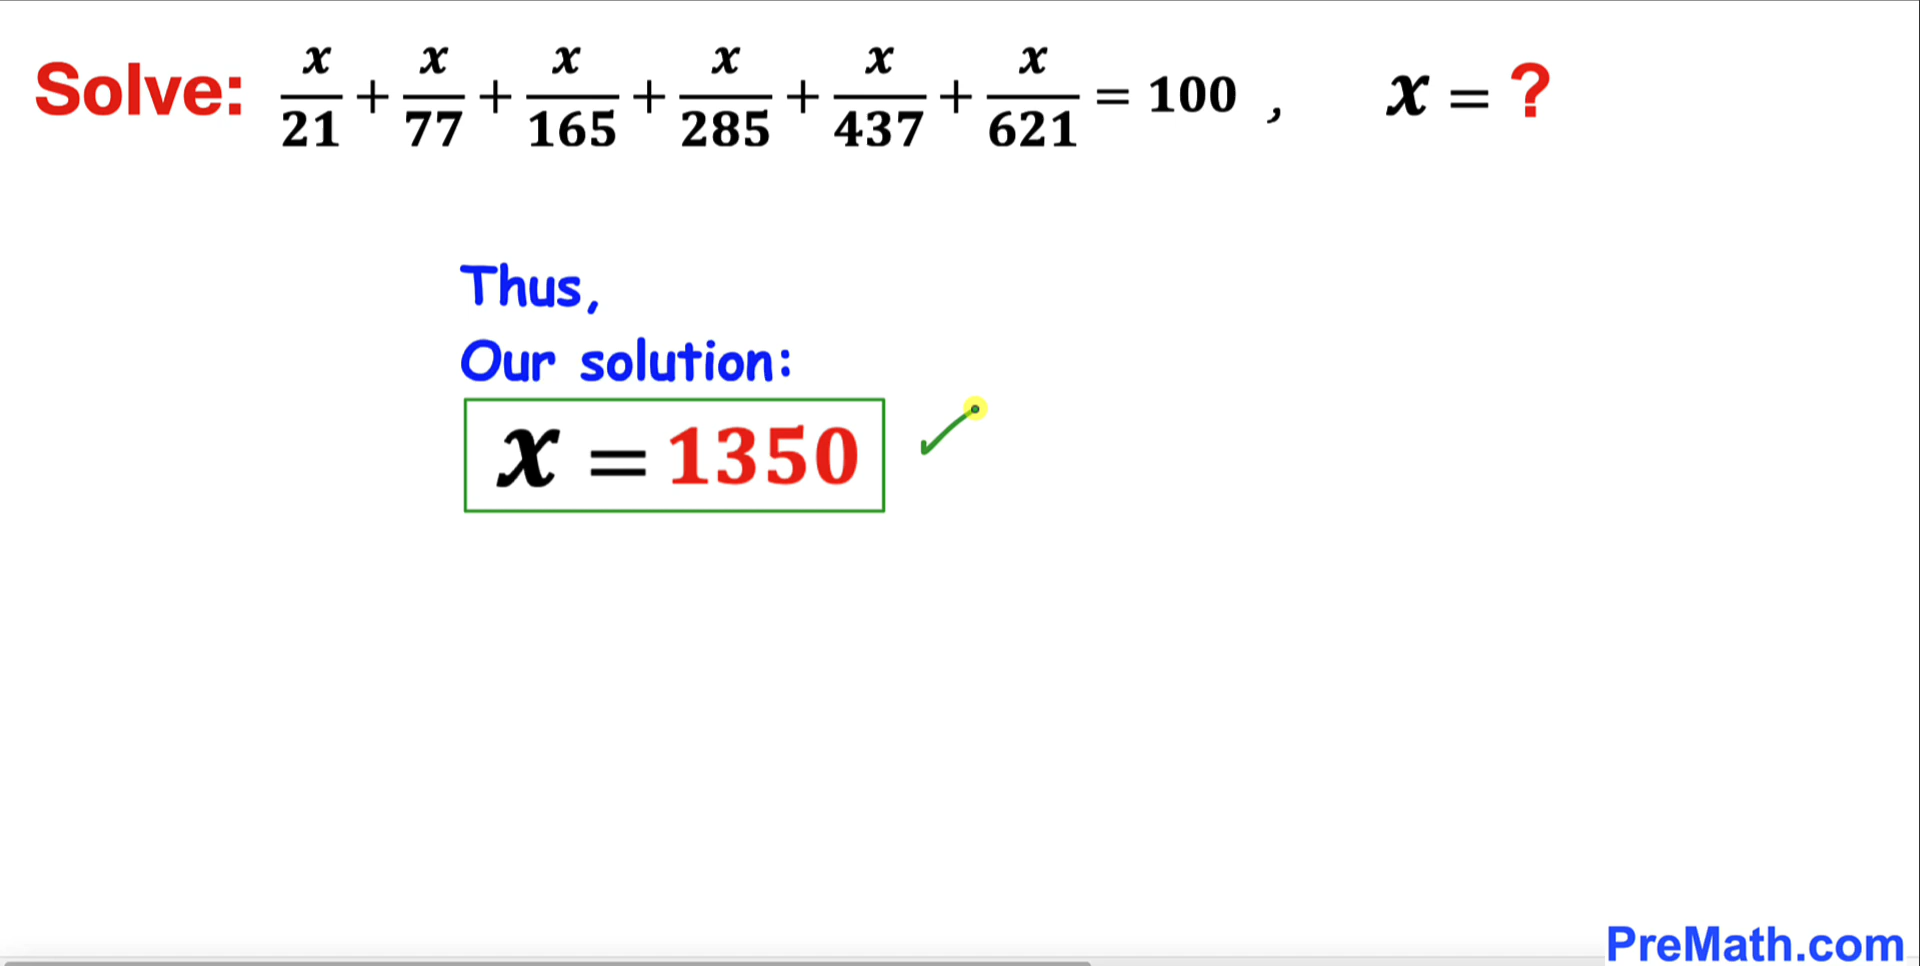 Solve: x/21 + x/77 + x/165 + x/285 + x/437 + x/621 = 100 , x = ?
Thus,
Our solution:
x = 1350
PreMath.com